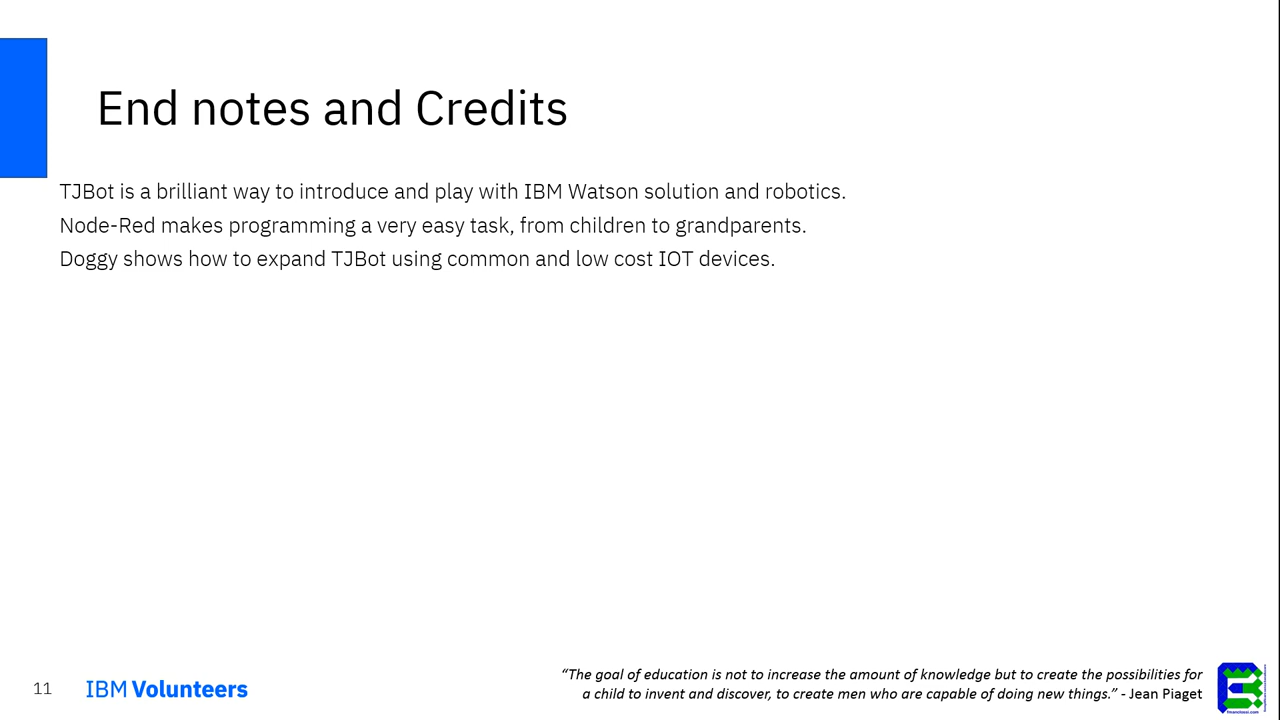 End notes and Credits
TJBot is a brilliant way to introduce and play with IBM Watson solution and robotics.
Node-Red makes programming a very easy task, from children to grandparents.
Doggy shows how to expand TJBot using common and low cost IOT devices.
“The goal of education is not to increase the amount of knowledge but to create the possibilities for
a child to invent and discover, to create men who are capable of doing new things.” - Jean Piaget
11
IBM Volunteers